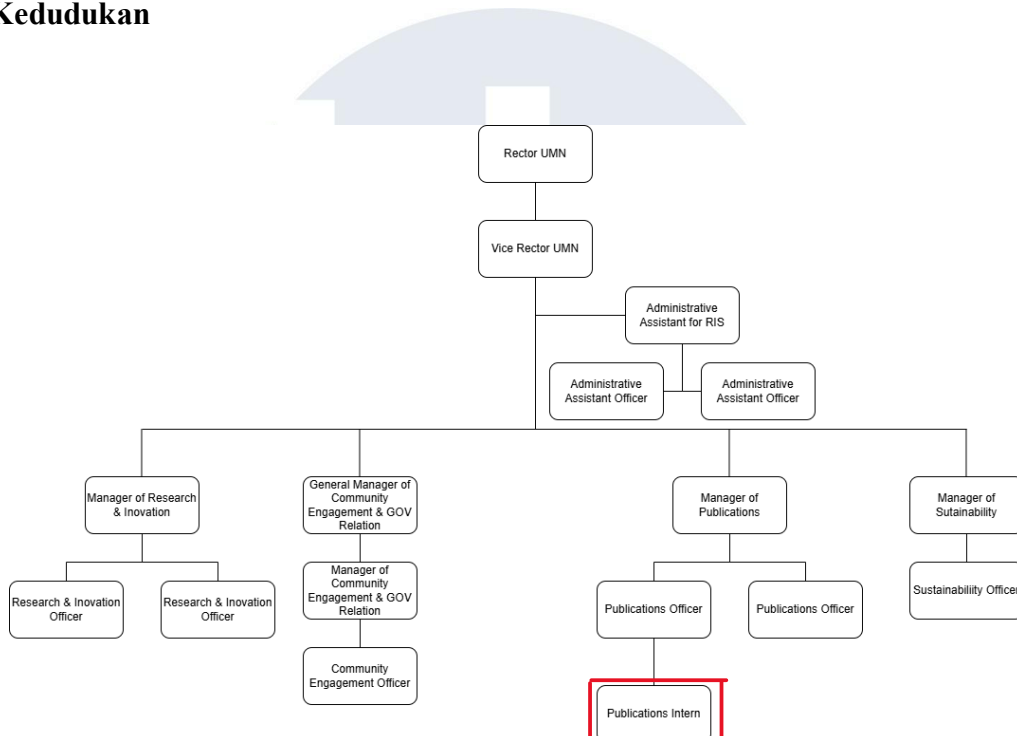 Kedudukan
Rector UMN
Vice Rector UMN
Administrative
Assistant for RIS
Administrative
Assistant Officer
Administrative
Assistant Officer
Manager of Research
& Inovation
General Manager of
Community
Engagement & GOV
Relation
Manager of
Publications
Manager of
Sutainability
Research & Inovation
Officer
Research & Inovation
Officer
Manager of
Community
Engagement & GOV
Relation
Publications Officer
Publications Officer
Sustainability Officer
Community
Engagement Officer
Publications Intern